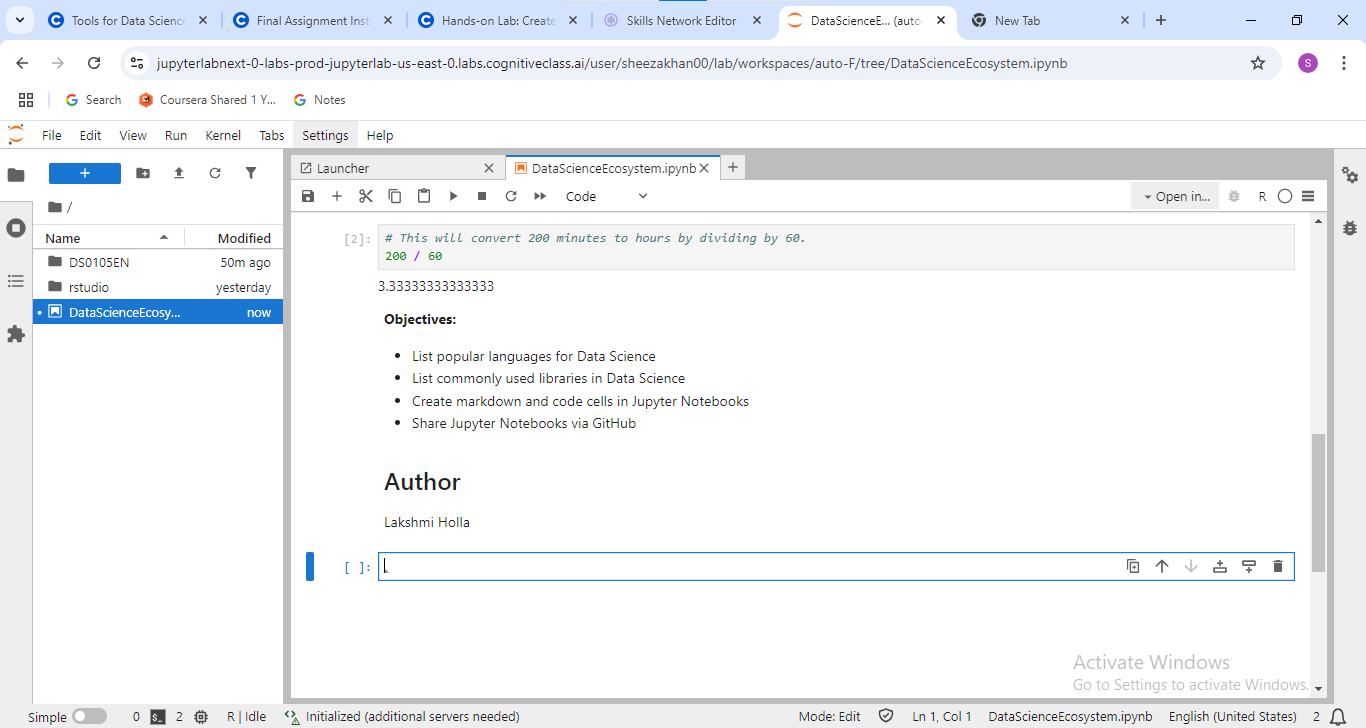 Tools for Data Science
Final Assignment Inst
Hands-on Lab: Create
Skills Network Editor
DataScienceE... (auto-
New Tab
jupyterlabnext-0-labs-prod-jupyterlab-us-east-0.labs.cognitiveclass.ai/user/sheezakhan00/lab/workspaces/auto-F/tree/DataScienceEcosystem.ipynb
S
Search
Coursera Shared 1 Y...
Notes
File Edit View Run Kernel Tabs Settings Help
Launcher
DataScienceEcosystem.ipynb
Code
Open in...
R
/
Name Modified
DS0105EN 50m ago
rstudio yesterday
DataScienceEcosy... now
[2]: # This will convert 200 minutes to hours by dividing by 60.
200 / 60
3.33333333333333
Objectives:
• List popular languages for Data Science
• List commonly used libraries in Data Science
• Create markdown and code cells in Jupyter Notebooks
• Share Jupyter Notebooks via GitHub
Author
Lakshmi Holla
[ ]:
Activate Windows
Go to Settings to activate Windows.
Simple 0 $_ 2 R | Idle Initialized (additional servers needed) Mode: Edit Ln 1, Col 1 DataScienceEcosystem.ipynb English (United States) 2